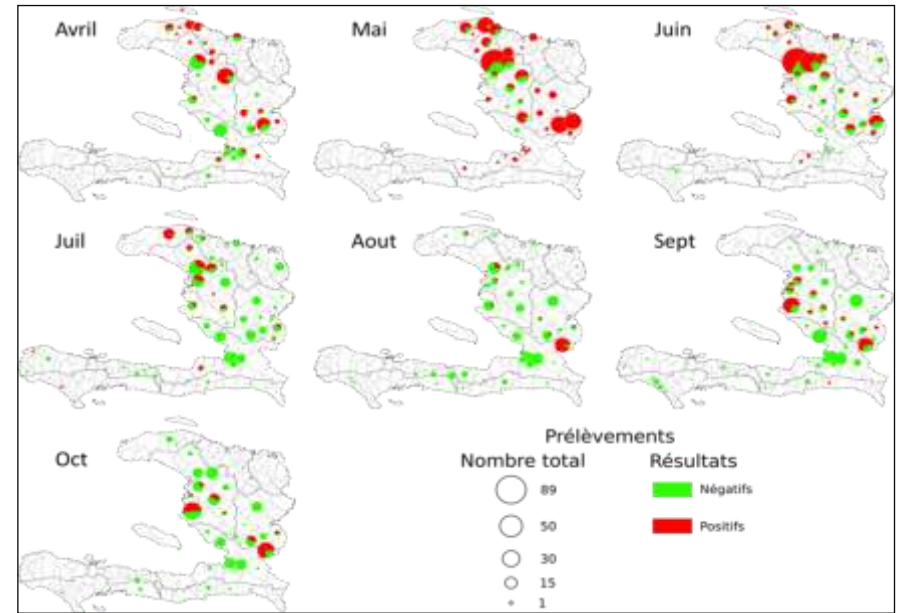 Avril
Mai
Juin
Juil
Aout
Sept
Oct
Prélèvements
Nombre total
Résultats
89
Négatifs
50
Positifs
30
15
1